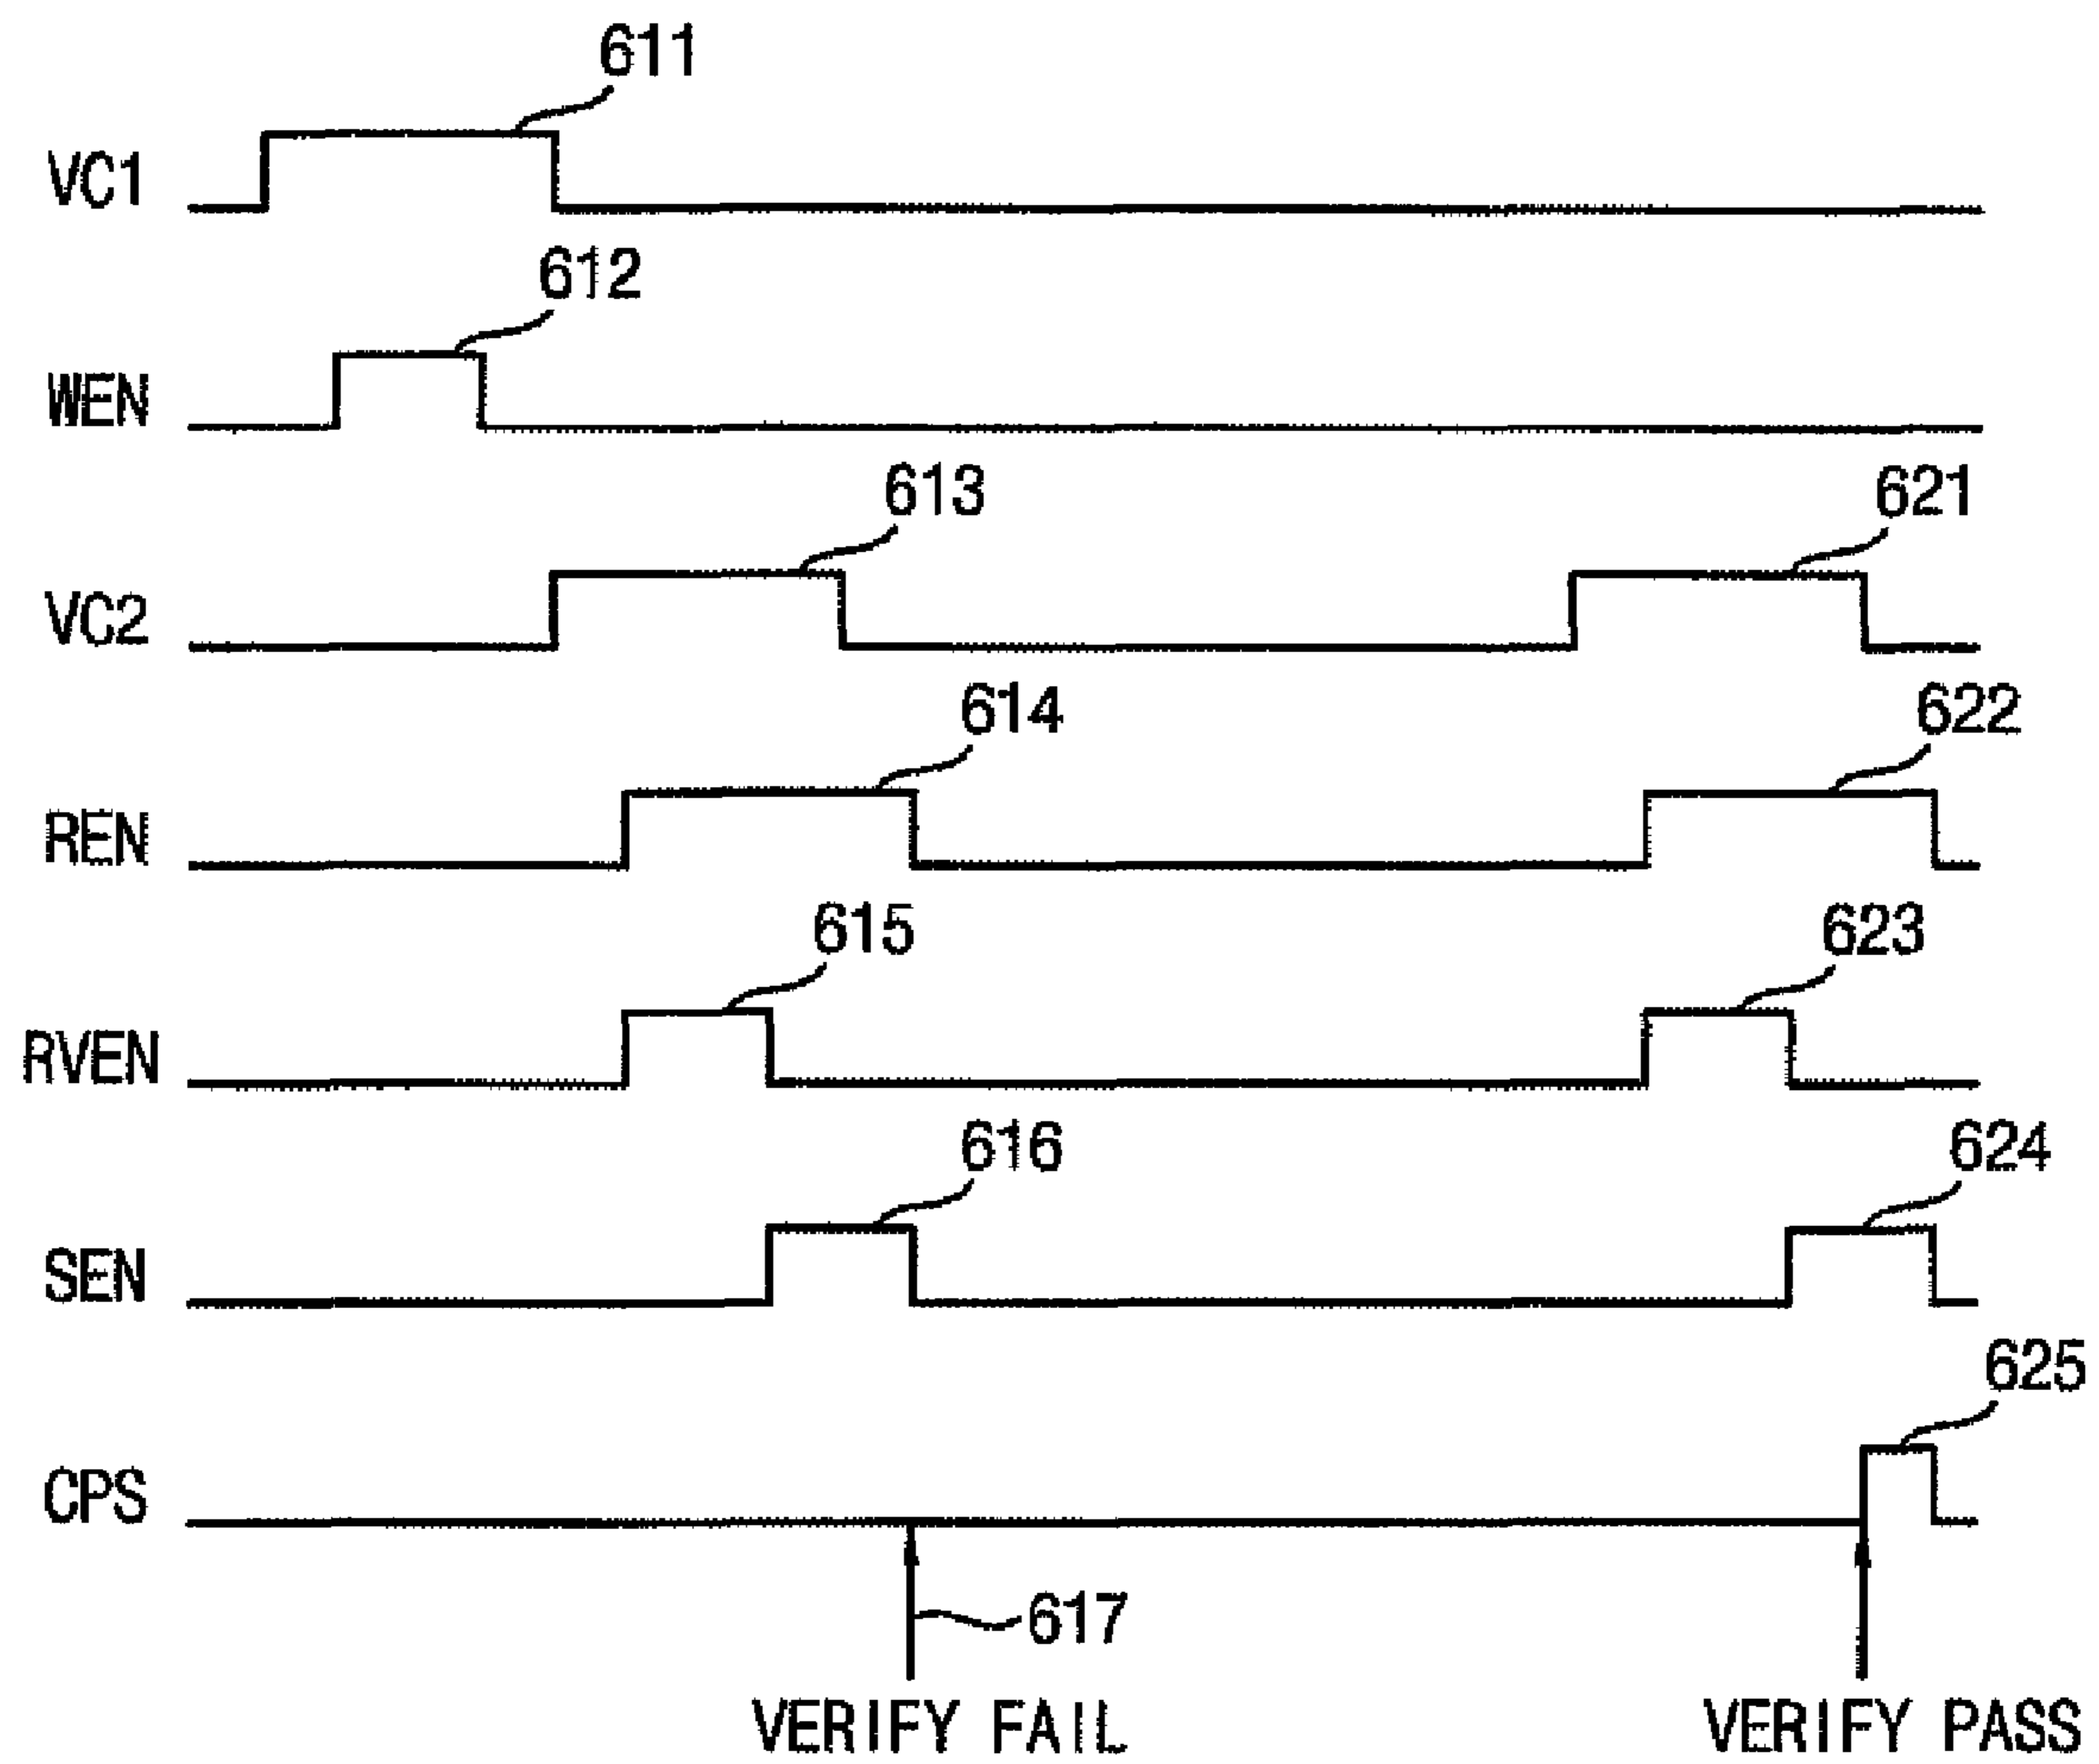 611
VC1
612
WEN
613
621
VC2
614
622
REN
615
623
RVEN
616
624
SEN
625
CPS
617
VERIFY FAIL
VERIFY PASS